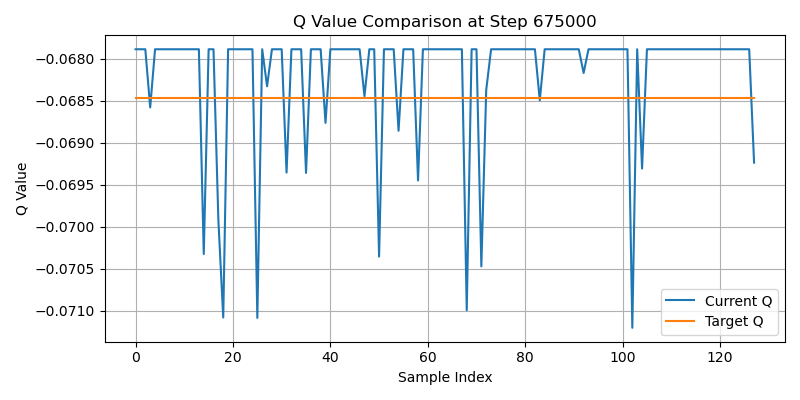 Q Value Comparison at Step 675000
−0.0680
−0.0685
−0.0690
−0.0695
−0.0700
−0.0705
−0.0710
Q Value
0 20 40 60 80 100 120
Sample Index
Current Q
Target Q